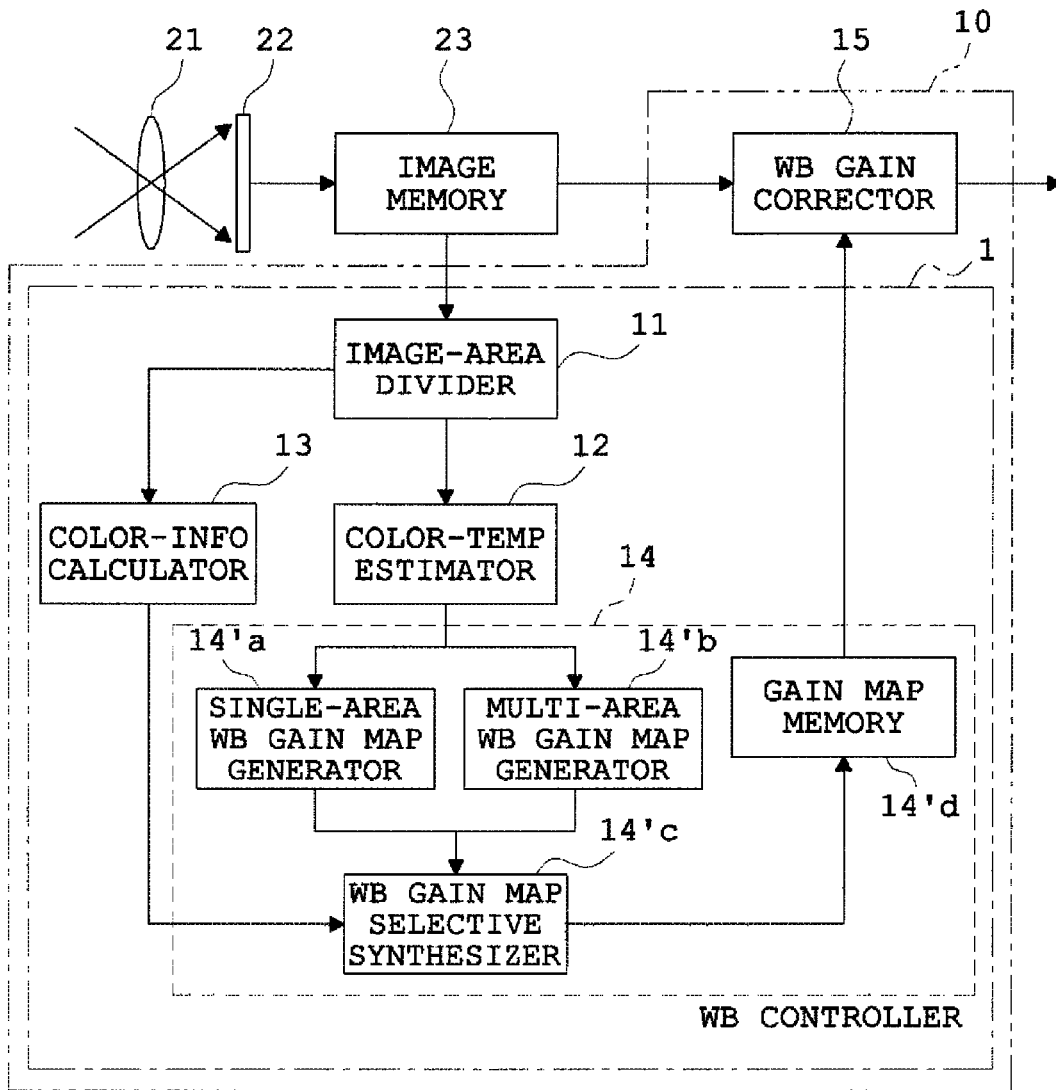 21
22
23
10
15
IMAGE
MEMORY
WB GAIN
CORRECTOR
1
IMAGE-AREA
DIVIDER
11
13
12
COLOR-INFO
CALCULATOR
COLOR-TEMP
ESTIMATOR
14
14'a
14'b
SINGLE-AREA
WB GAIN MAP
GENERATOR
MULTI-AREA
WB GAIN MAP
GENERATOR
GAIN MAP
MEMORY
14'd
14'c
WB GAIN MAP
SELECTIVE
SYNTHESIZER
WB CONTROLLER